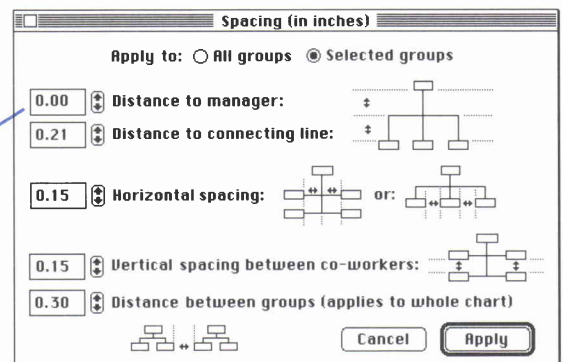 Spacing (in inches)
Apply to: All groups Selected groups
0.00 Distance to manager:
0.21 Distance to connecting line:
0.15 Horizontal spacing: or:
0.15 Vertical spacing between co-workers:
0.30 Distance between groups (applies to whole chart)
Cancel Apply